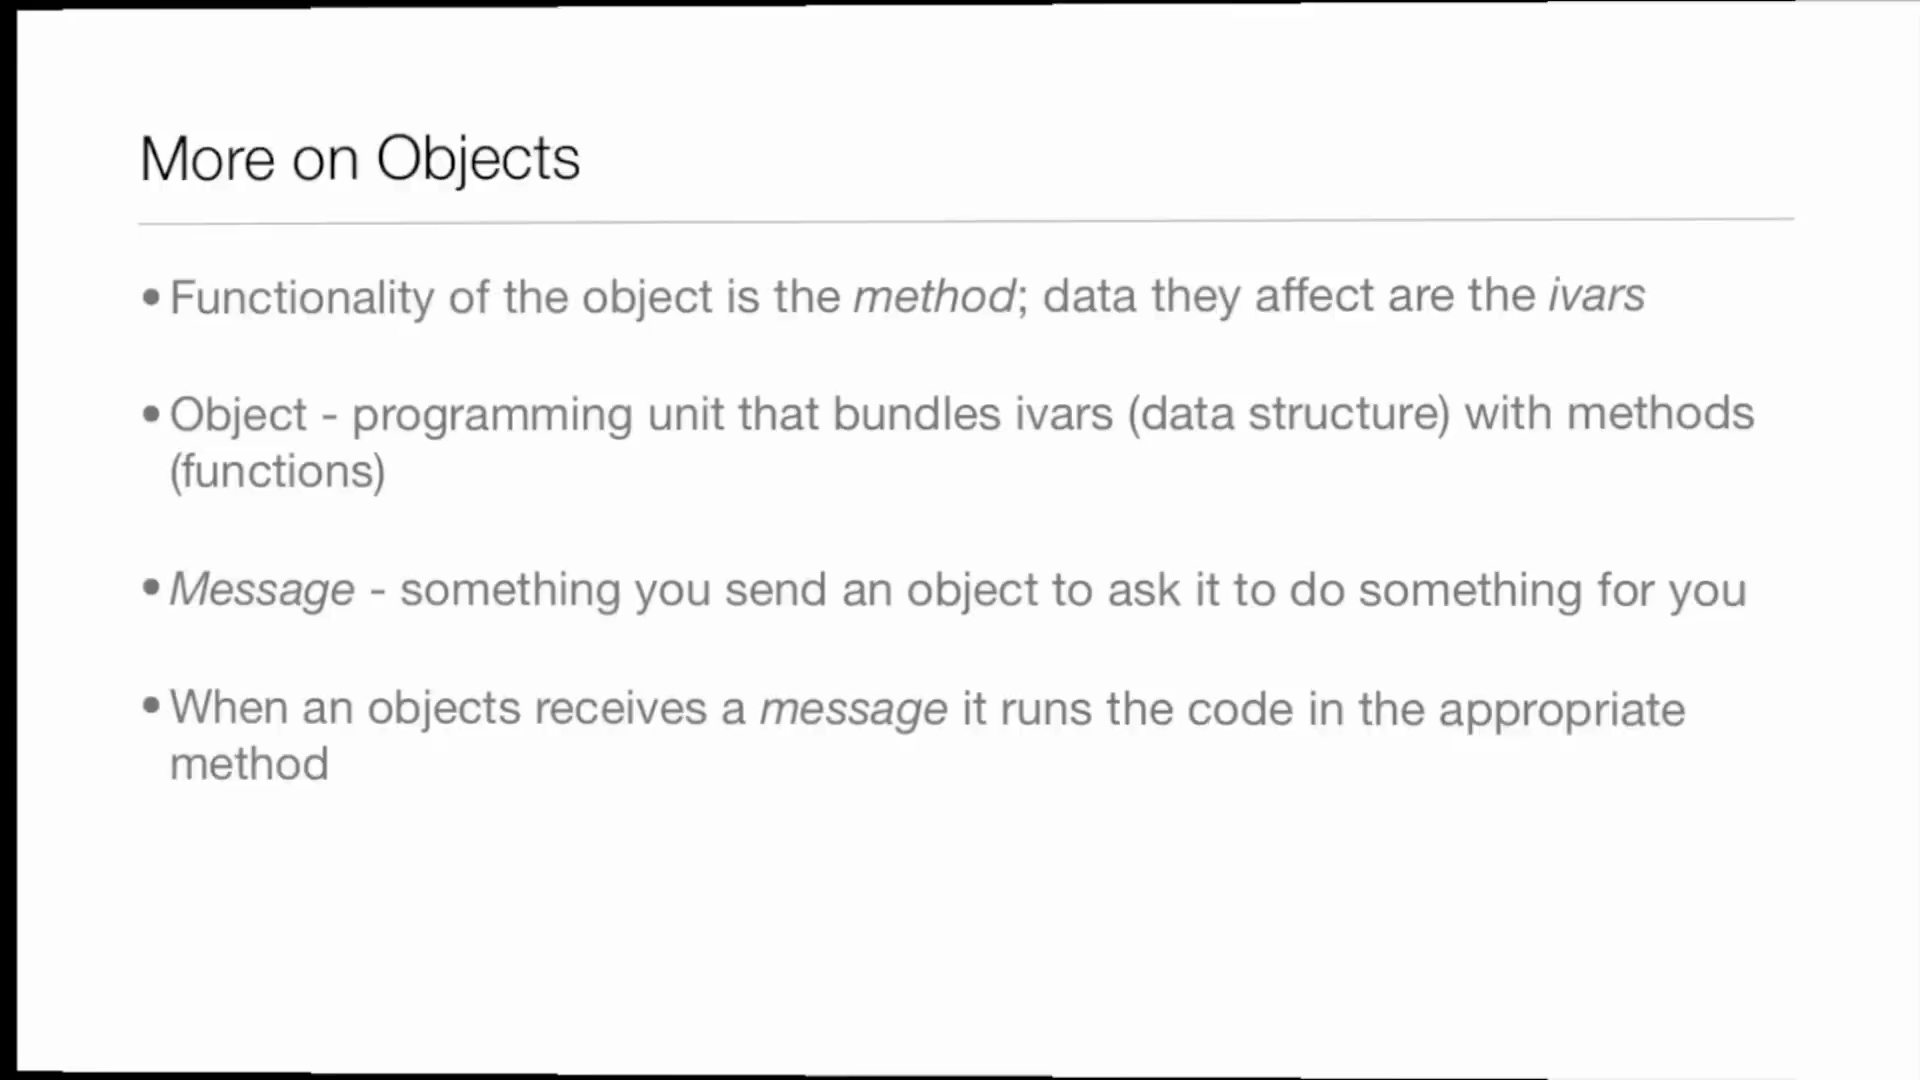 More on Objects
• Functionality of the object is the method; data they affect are the ivars
• Object - programming unit that bundles ivars (data structure) with methods
(functions)
• Message - something you send an object to ask it to do something for you
• When an objects receives a message it runs the code in the appropriate
method